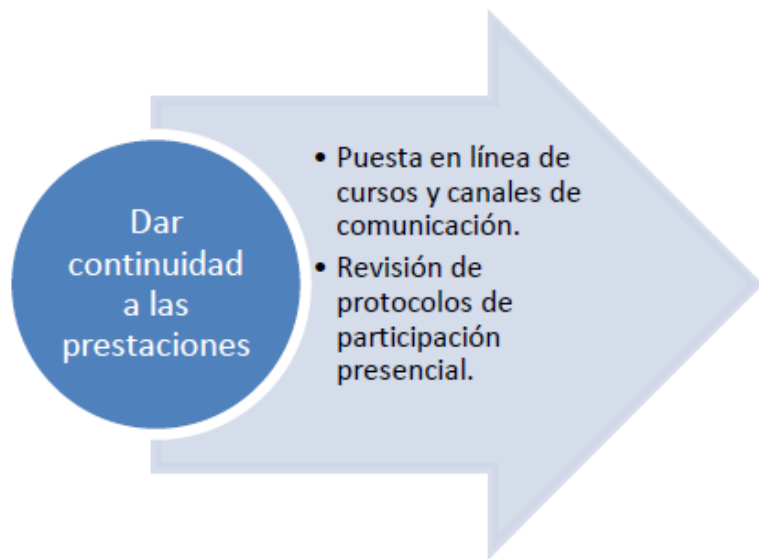 Dar
continuidad
a las
prestaciones
• Puesta en línea de
cursos y canales de
comunicación.
• Revisión de
protocolos de
participación
presencial.